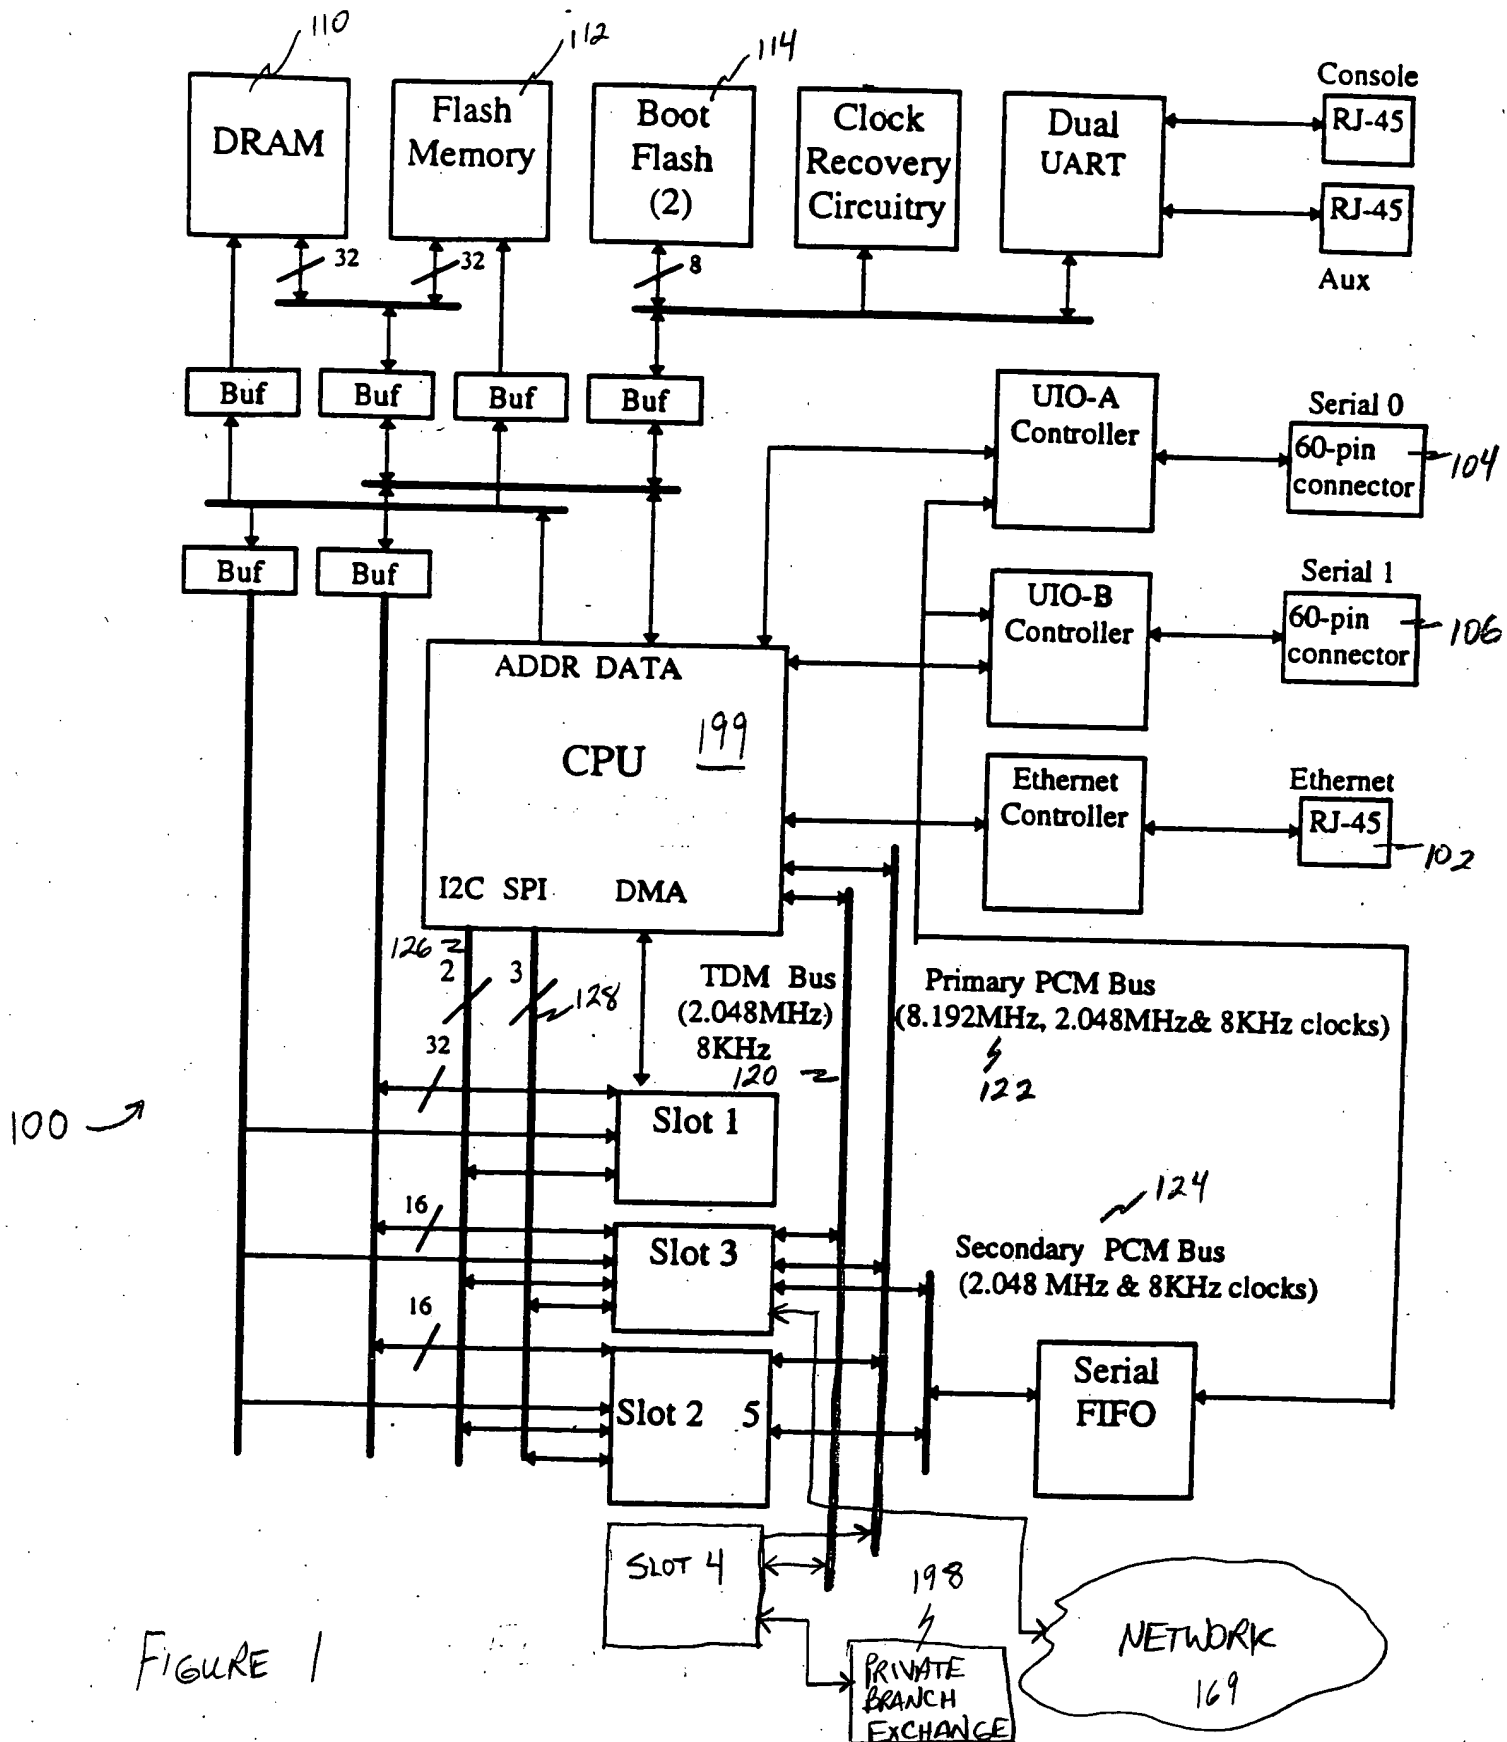 110
112
114
DRAM
Flash
Memory
Boot
Flash
(2)
Clock
Recovery
Circuitry
Dual
UART
Console
RJ-45
RJ-45
Aux
32
32
8
Buf
Buf
Buf
Buf
UIO-A
Controller
Serial 0
60-pin
connector
104
Buf
Buf
UIO-B
Controller
Serial 1
60-pin
connector
106
ADDR DATA
CPU
199
I2C SPI DMA
Ethernet
Controller
Ethernet
RJ-45
102
126
2
3
128
TDM Bus
(2.048MHz)
8KHz
120
Primary PCM Bus
(8.192MHz, 2.048MHz& 8KHz clocks)
122
32
100
Slot 1
16
Slot 3
124
Secondary PCM Bus
(2.048 MHz & 8KHz clocks)
16
Slot 2 5
Serial
FIFO
SLOT 4
198
PRIVATE
BRANCH
EXCHANGE
NETWORK
169
FIGURE 1